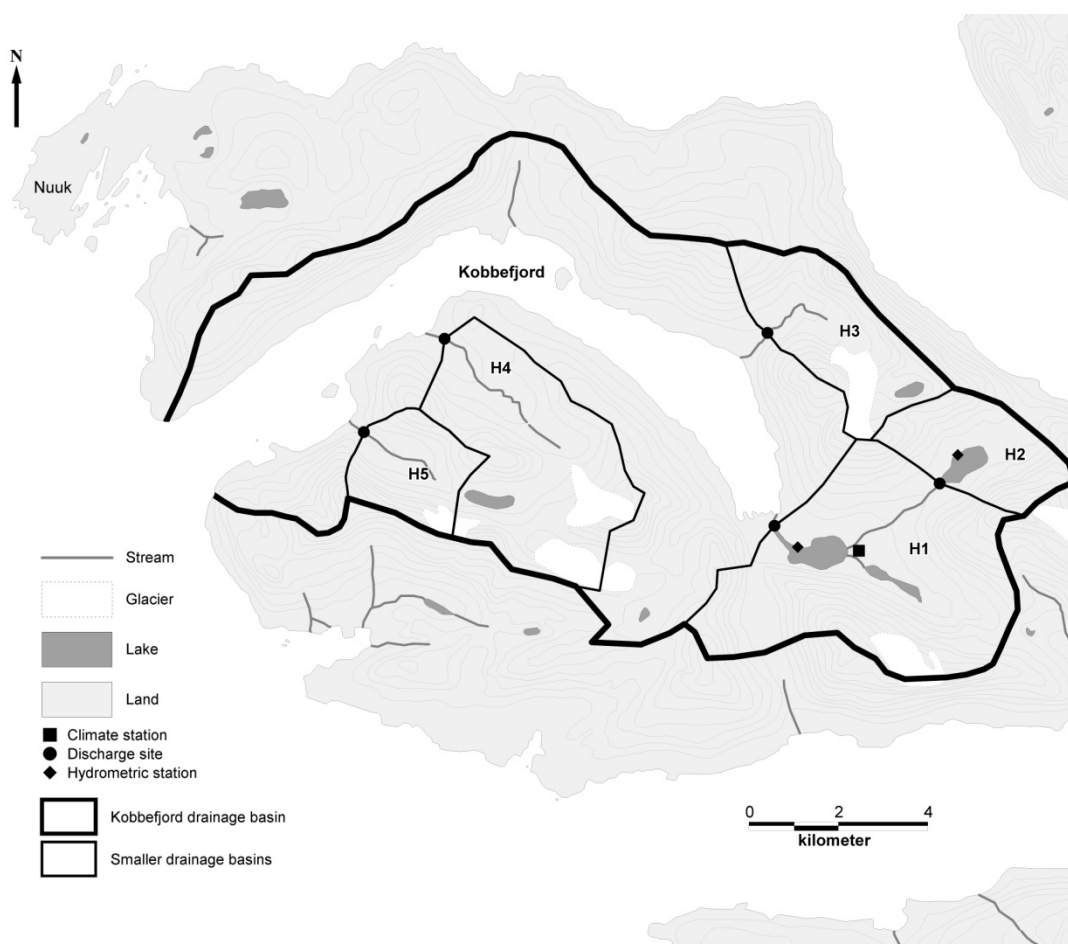 N
Nuuk
Kobbefjord
H3
H4
H2
H5
H1
Stream
Glacier
Lake
Land
Climate station
Discharge site
Hydrometric station
Kobbefjord drainage basin
Smaller drainage basins
0 2 4
kilometer